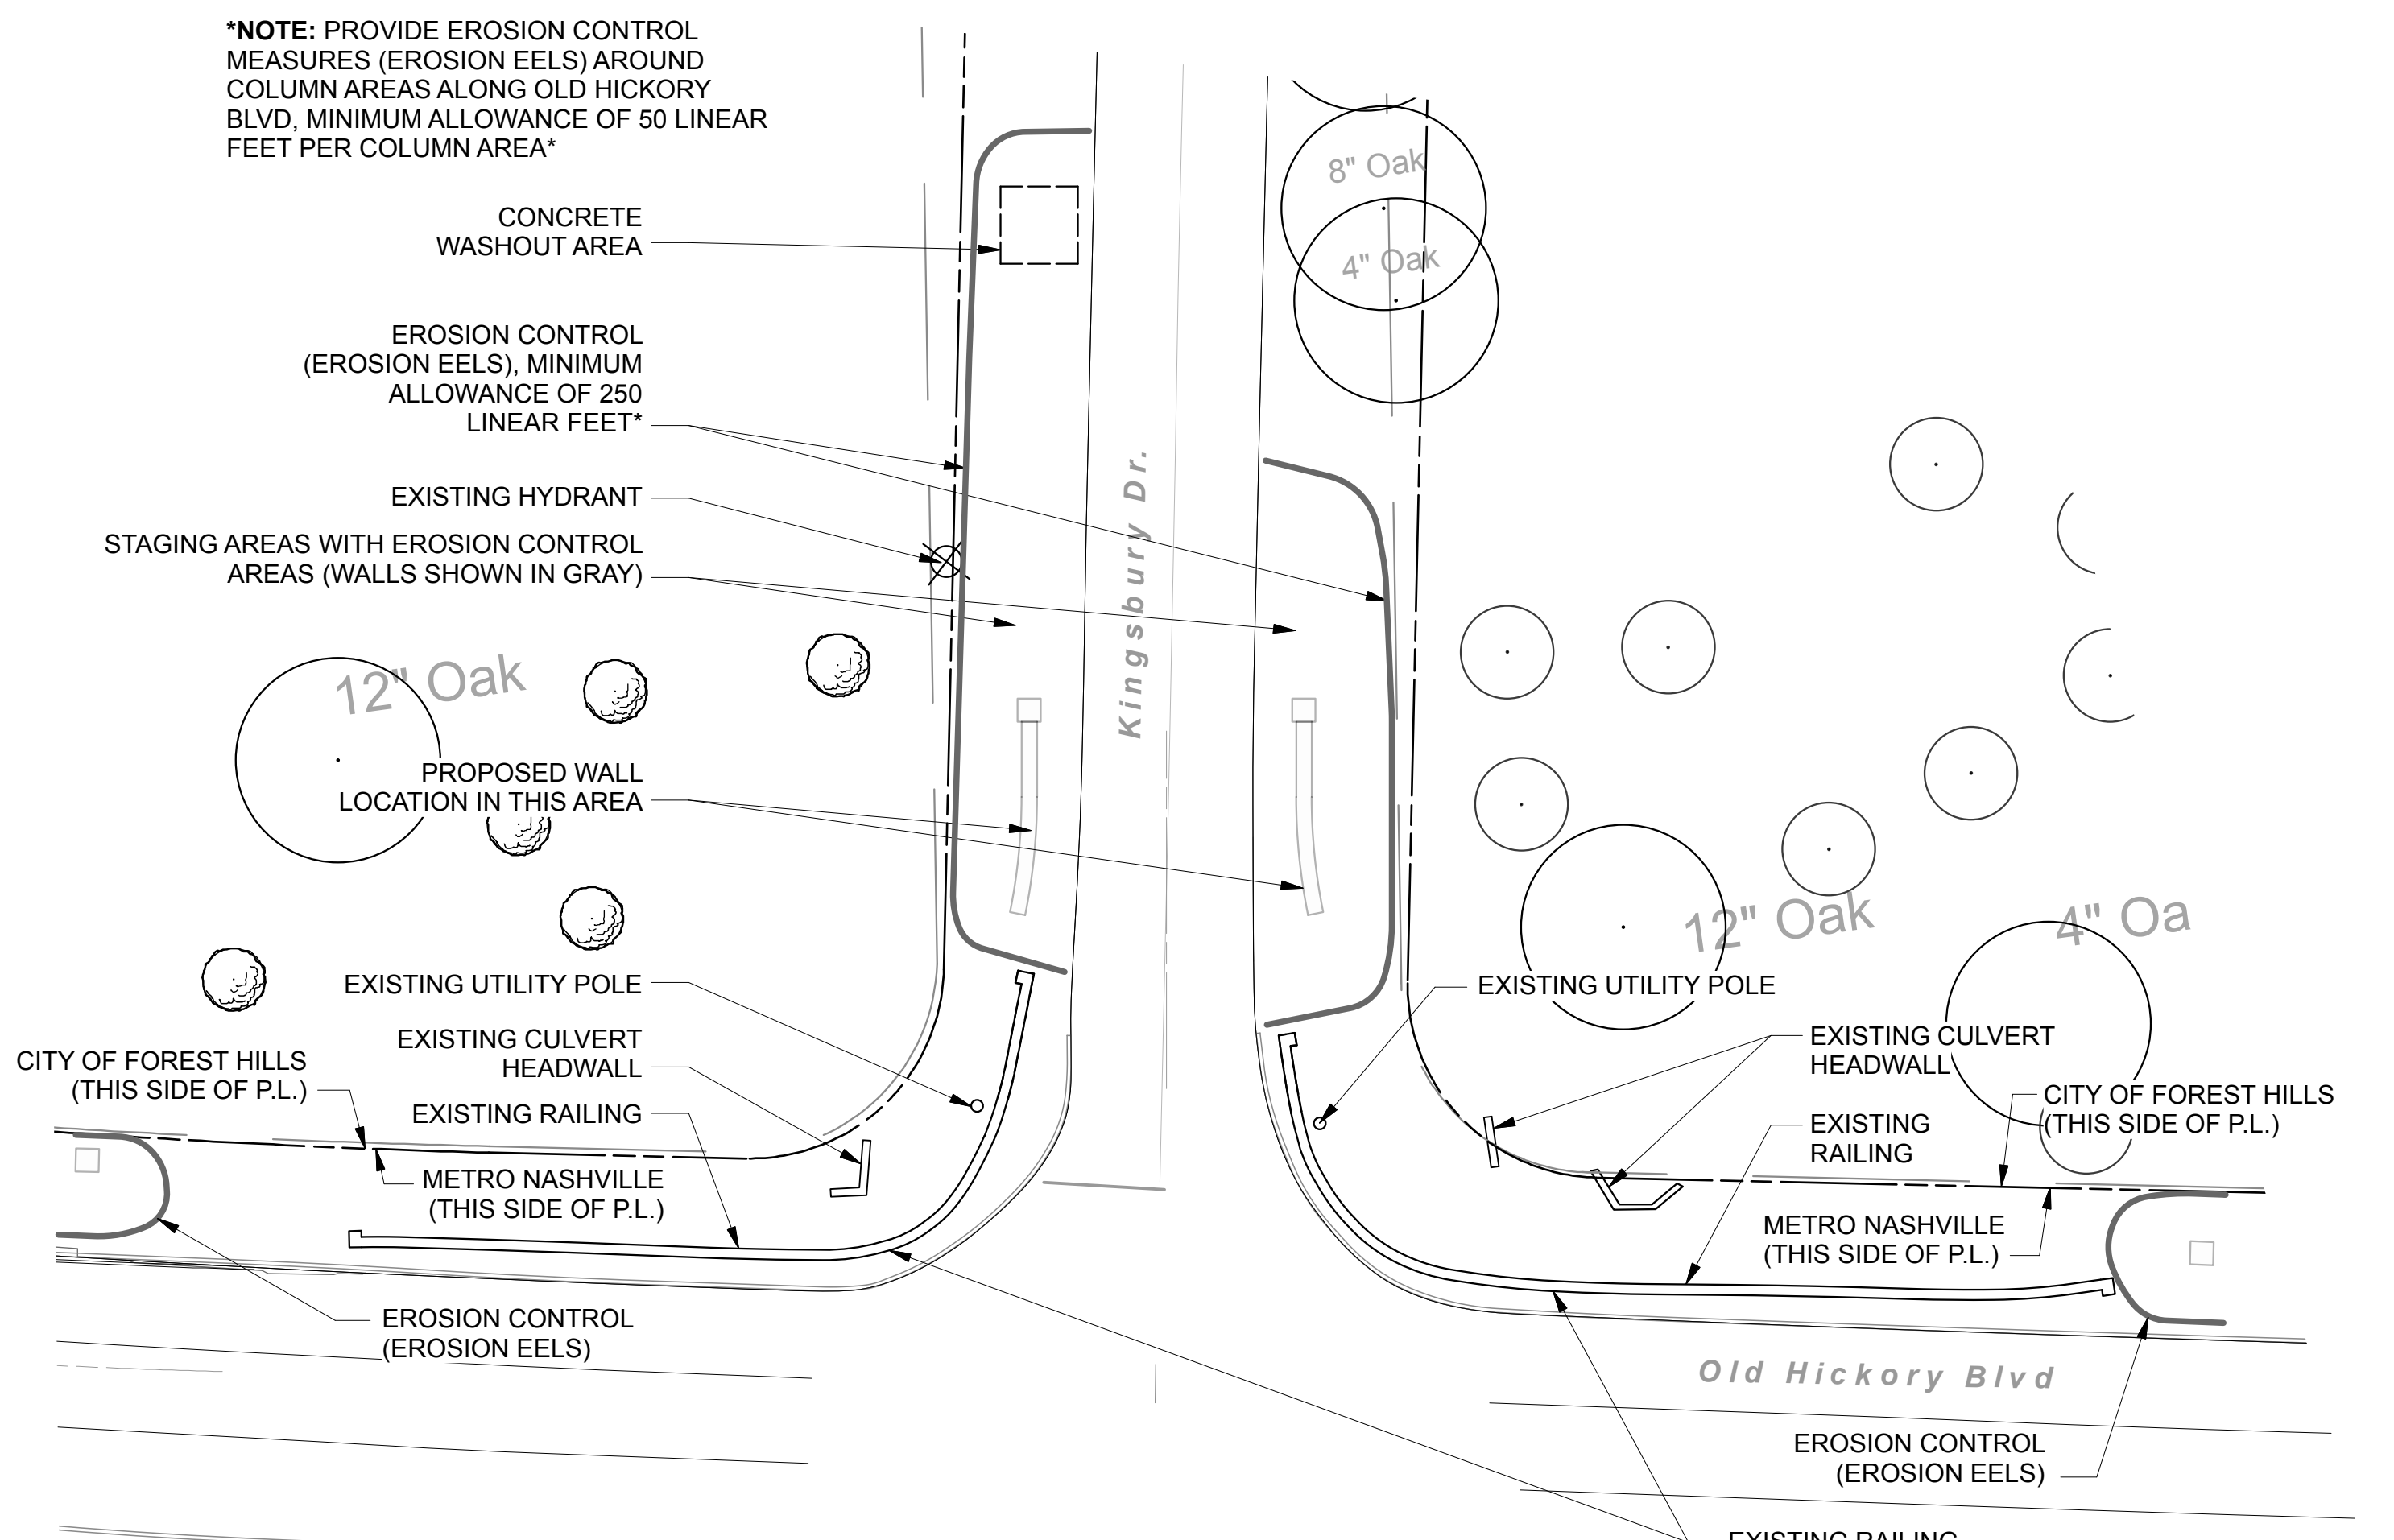 *NOTE: PROVIDE EROSION CONTROL
MEASURES (EROSION EELS) AROUND
COLUMN AREAS ALONG OLD HICKORY
BLVD, MINIMUM ALLOWANCE OF 50 LINEAR
FEET PER COLUMN AREA*
CONCRETE
WASHOUT AREA
EROSION CONTROL
(EROSION EELS), MINIMUM
ALLOWANCE OF 250
LINEAR FEET*
EXISTING HYDRANT
STAGING AREAS WITH EROSION CONTROL
AREAS (WALLS SHOWN IN GRAY)
12" Oak
PROPOSED WALL
LOCATION IN THIS AREA
EXISTING UTILITY POLE
EXISTING CULVERT
HEADWALL
CITY OF FOREST HILLS
(THIS SIDE OF P.L.)
EXISTING RAILING
METRO NASHVILLE
(THIS SIDE OF P.L.)
EROSION CONTROL
(EROSION EELS)
Kingsbury Dr.
8" Oak
4" Oak
12" Oak
4" Oa
EXISTING UTILITY POLE
EXISTING CULVERT
HEADWALL
CITY OF FOREST HILLS
(THIS SIDE OF P.L.)
EXISTING
RAILING
METRO NASHVILLE
(THIS SIDE OF P.L.)
Old Hickory Blvd
EROSION CONTROL
(EROSION EELS)
EXISTING RAILING